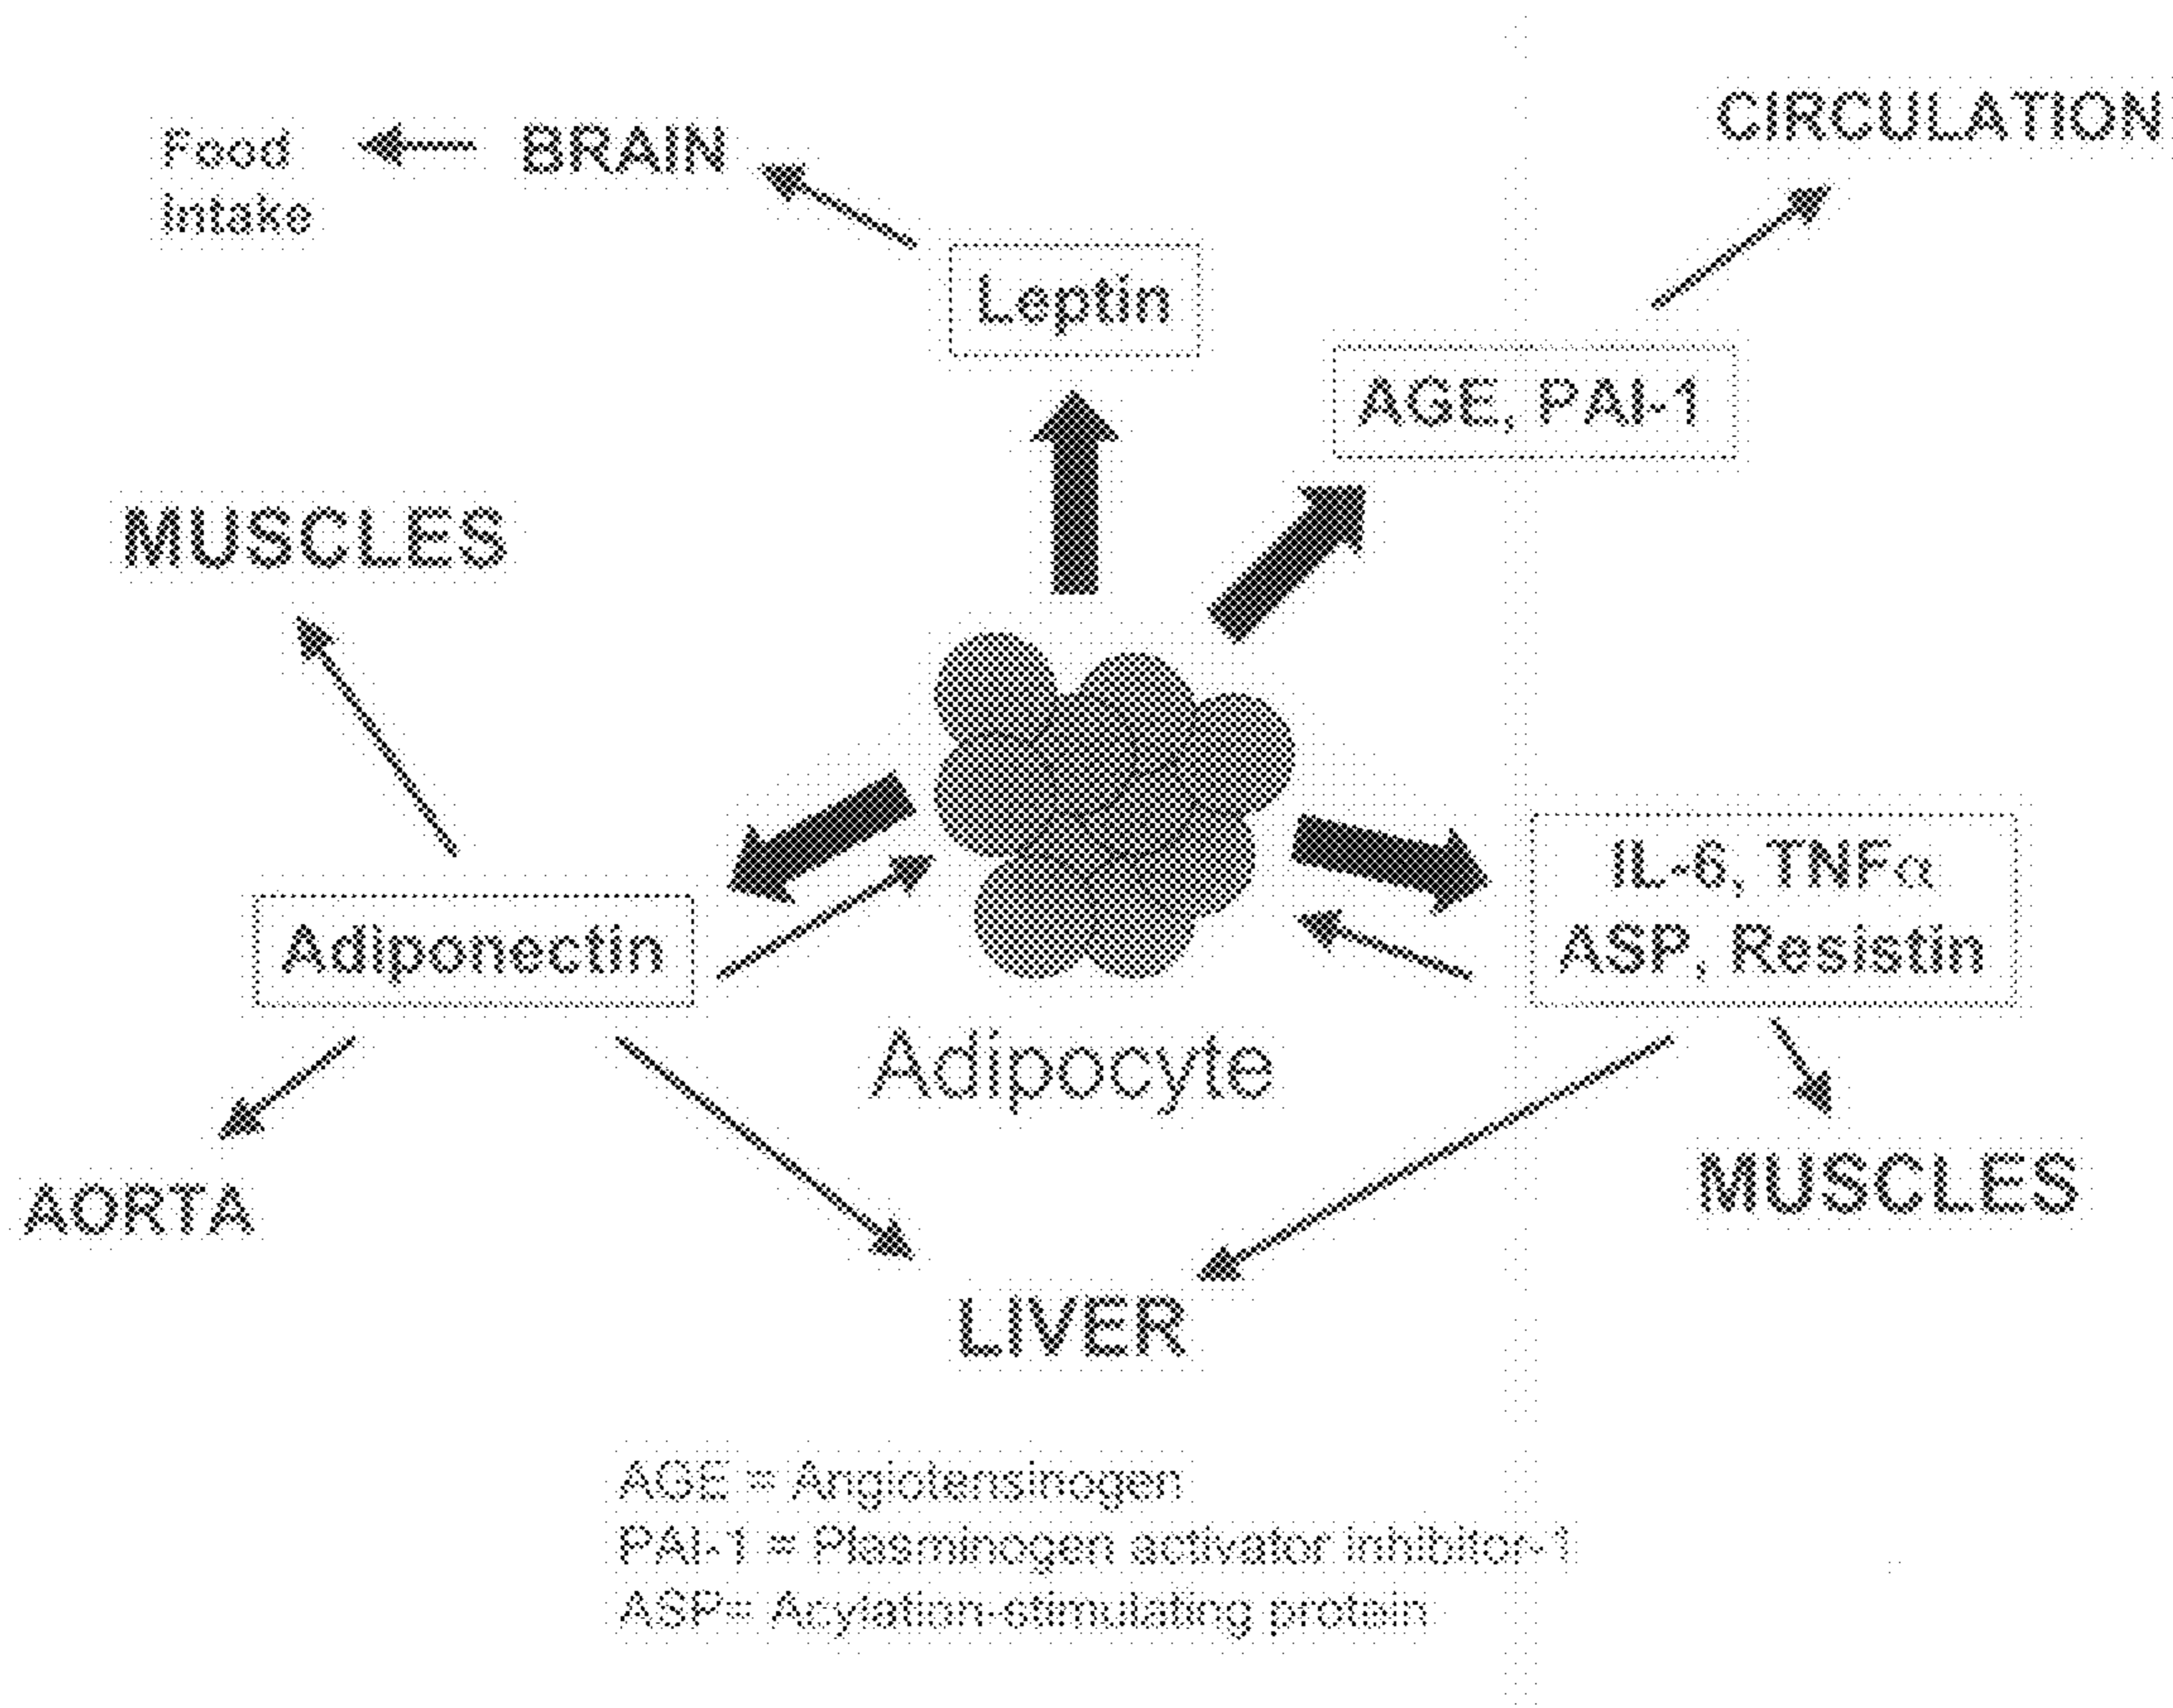 CIRCULATION
Food
Intake
BRAIN
Leptin
AGE, PAI-1
MUSCLES
IL-6, TNFα
ASP, Resistin
Adiponectin
Adipocyte
MUSCLES
AORTA
LIVER
AGE = Angiotensinogen
PAI-1 = Plasminogen activator inhibitor-1
ASP= Acylation-stimulating protein